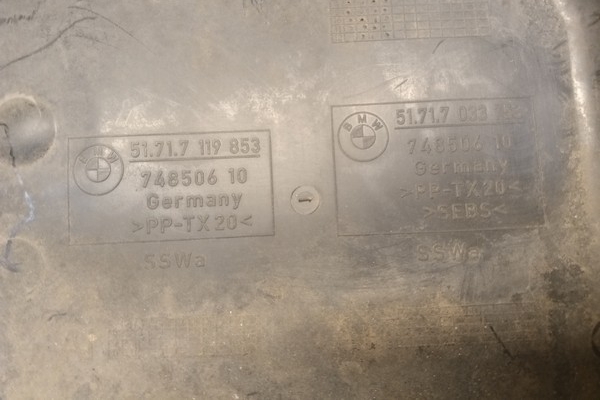 BMW
51.71.7 119 853
748506 10
Germany
>PP-TX20<
SSWa
BMW
51.71.7 033
748506 10
Germany
>PP-TX20<
>SEBS<
SSWa